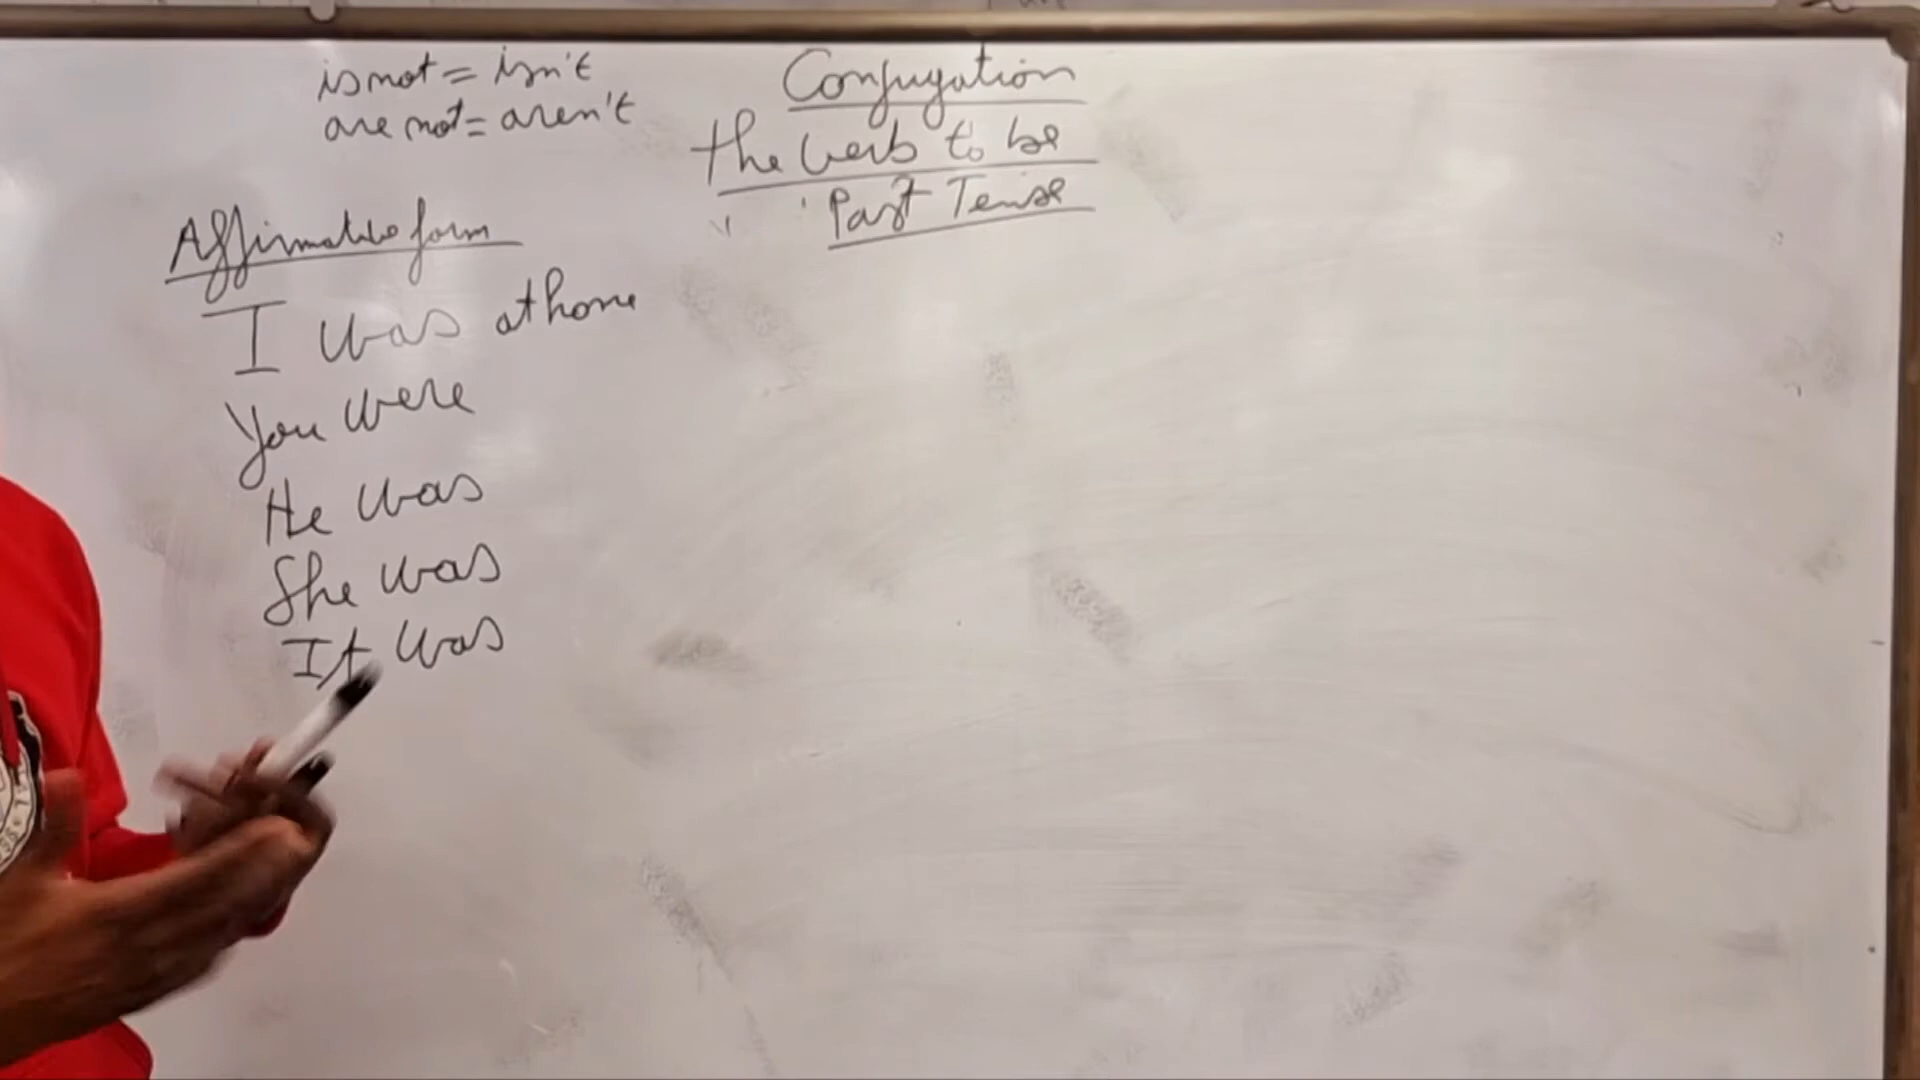 is not = isn't
are not = aren't
Conjugation
the verb to be
Past Tense
Affirmative form
I was at home
You were
He was
She was
It was